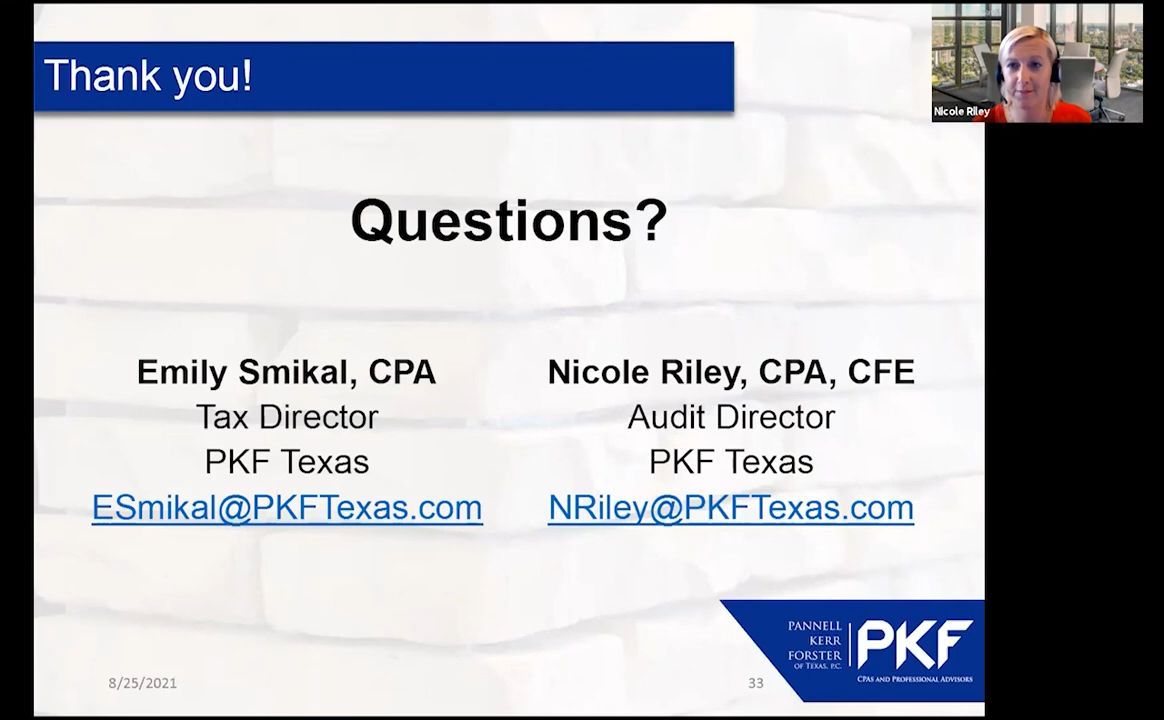 Thank you!
Nicole Riley
Questions?
Emily Smikal, CPA
Tax Director
PKF Texas
ESmikal@PKFTexas.com
Nicole Riley, CPA, CFE
Audit Director
PKF Texas
NRiley@PKFTexas.com
PANNELL
KERR
FORSTER
OF TEXAS, P.C.
PKF
CPAS AND PROFESSIONAL ADVISORS
8/25/2021
33